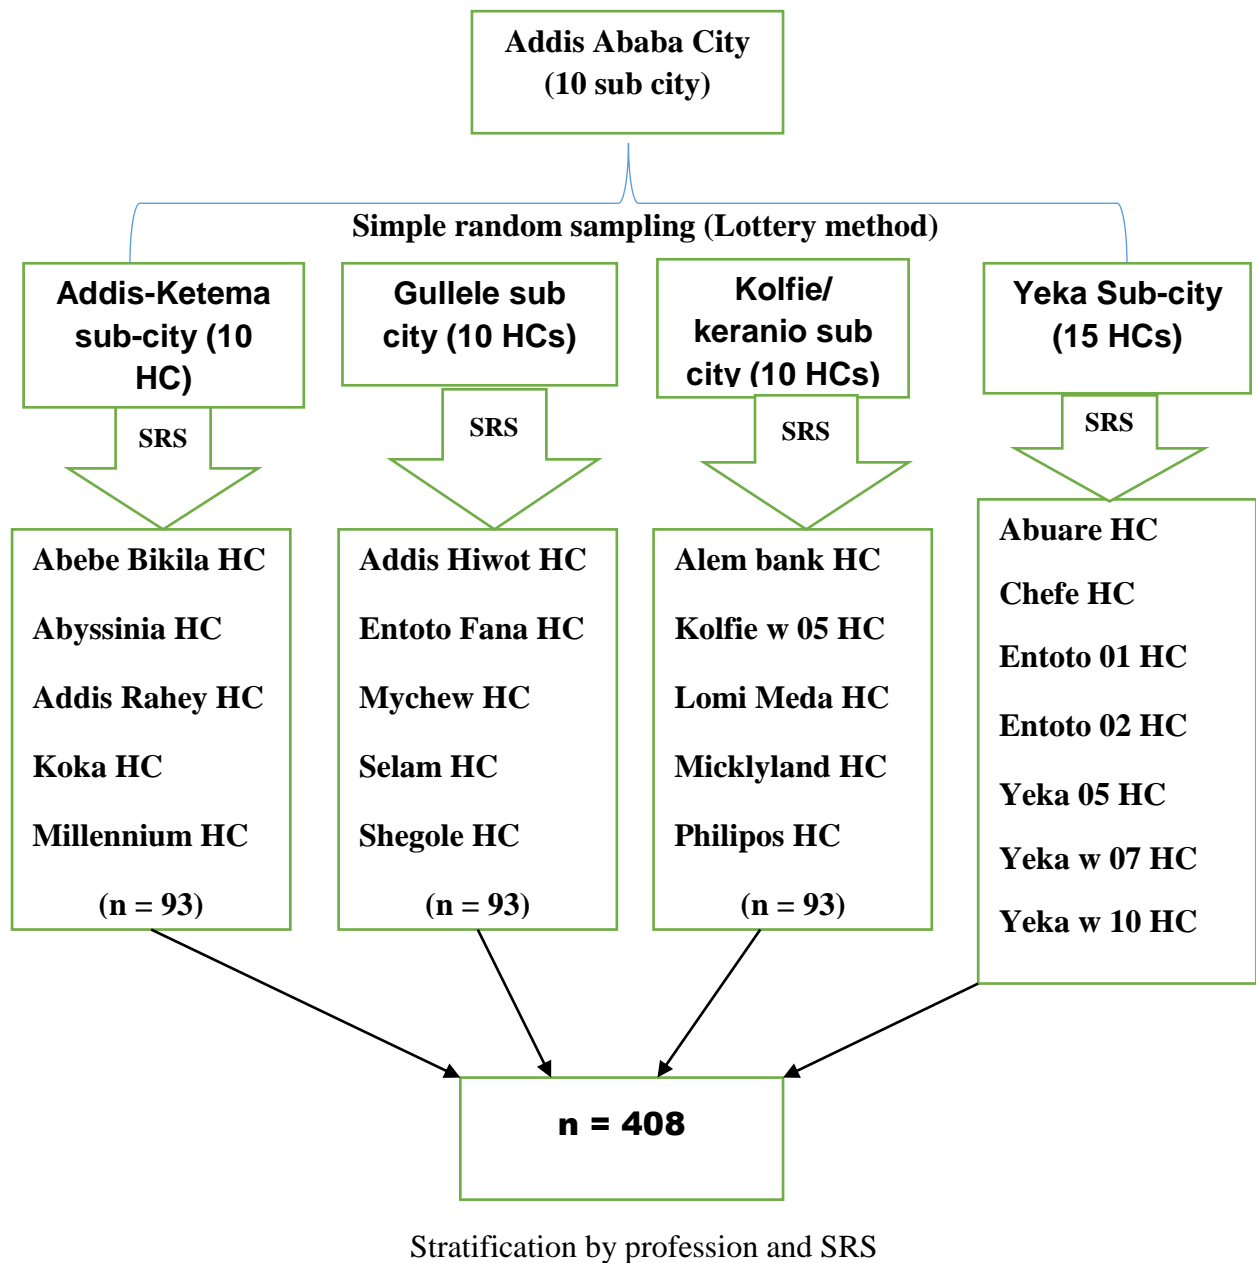 Addis Ababa City
(10 sub city)
Simple random sampling (Lottery method)
Addis-Ketema
sub-city (10
HC)
Gullele sub
city (10 HCs)
Kolfie/
keranio sub
city (10 HCs)
Yeka Sub-city
(15 HCs)
SRS
SRS
SRS
SRS
Abebe Bikila HC
Abyssinia HC
Addis Rahey HC
Koka HC
Millennium HC
(n = 93)
Addis Hiwot HC
Entoto Fana HC
Mychew HC
Selam HC
Shegole HC
(n = 93)
Alem bank HC
Kolfie w 05 HC
Lomi Meda HC
Micklyland HC
Philipos HC
(n = 93)
Abuare HC
Chefe HC
Entoto 01 HC
Entoto 02 HC
Yeka 05 HC
Yeka w 07 HC
Yeka w 10 HC
n = 408
Stratification by profession and SRS